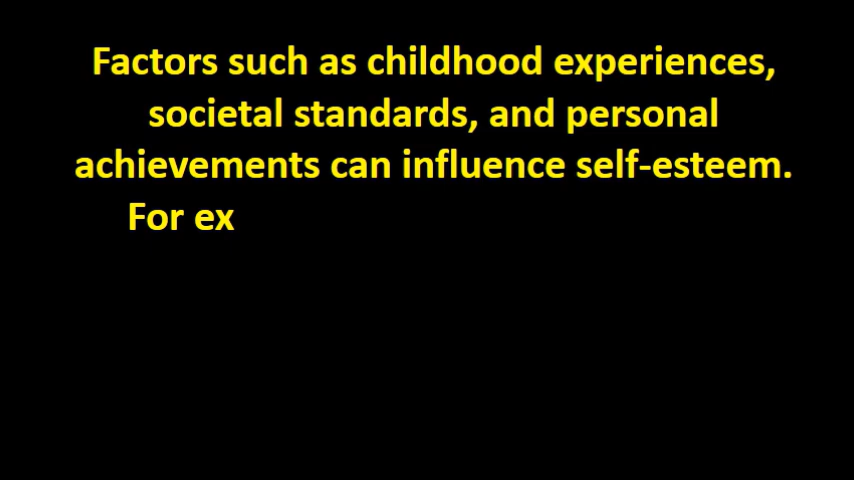 Factors such as childhood experiences,
societal standards, and personal
achievements can influence self-esteem.
For ex